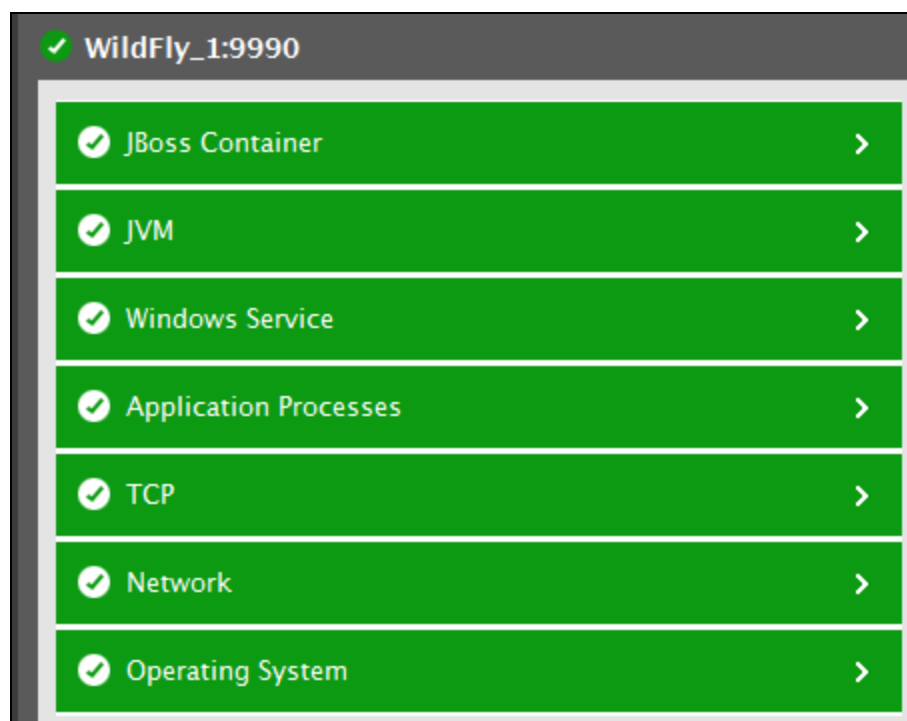 WildFly_1:9990
JBoss Container
JVM
Windows Service
Application Processes
TCP
Network
Operating System